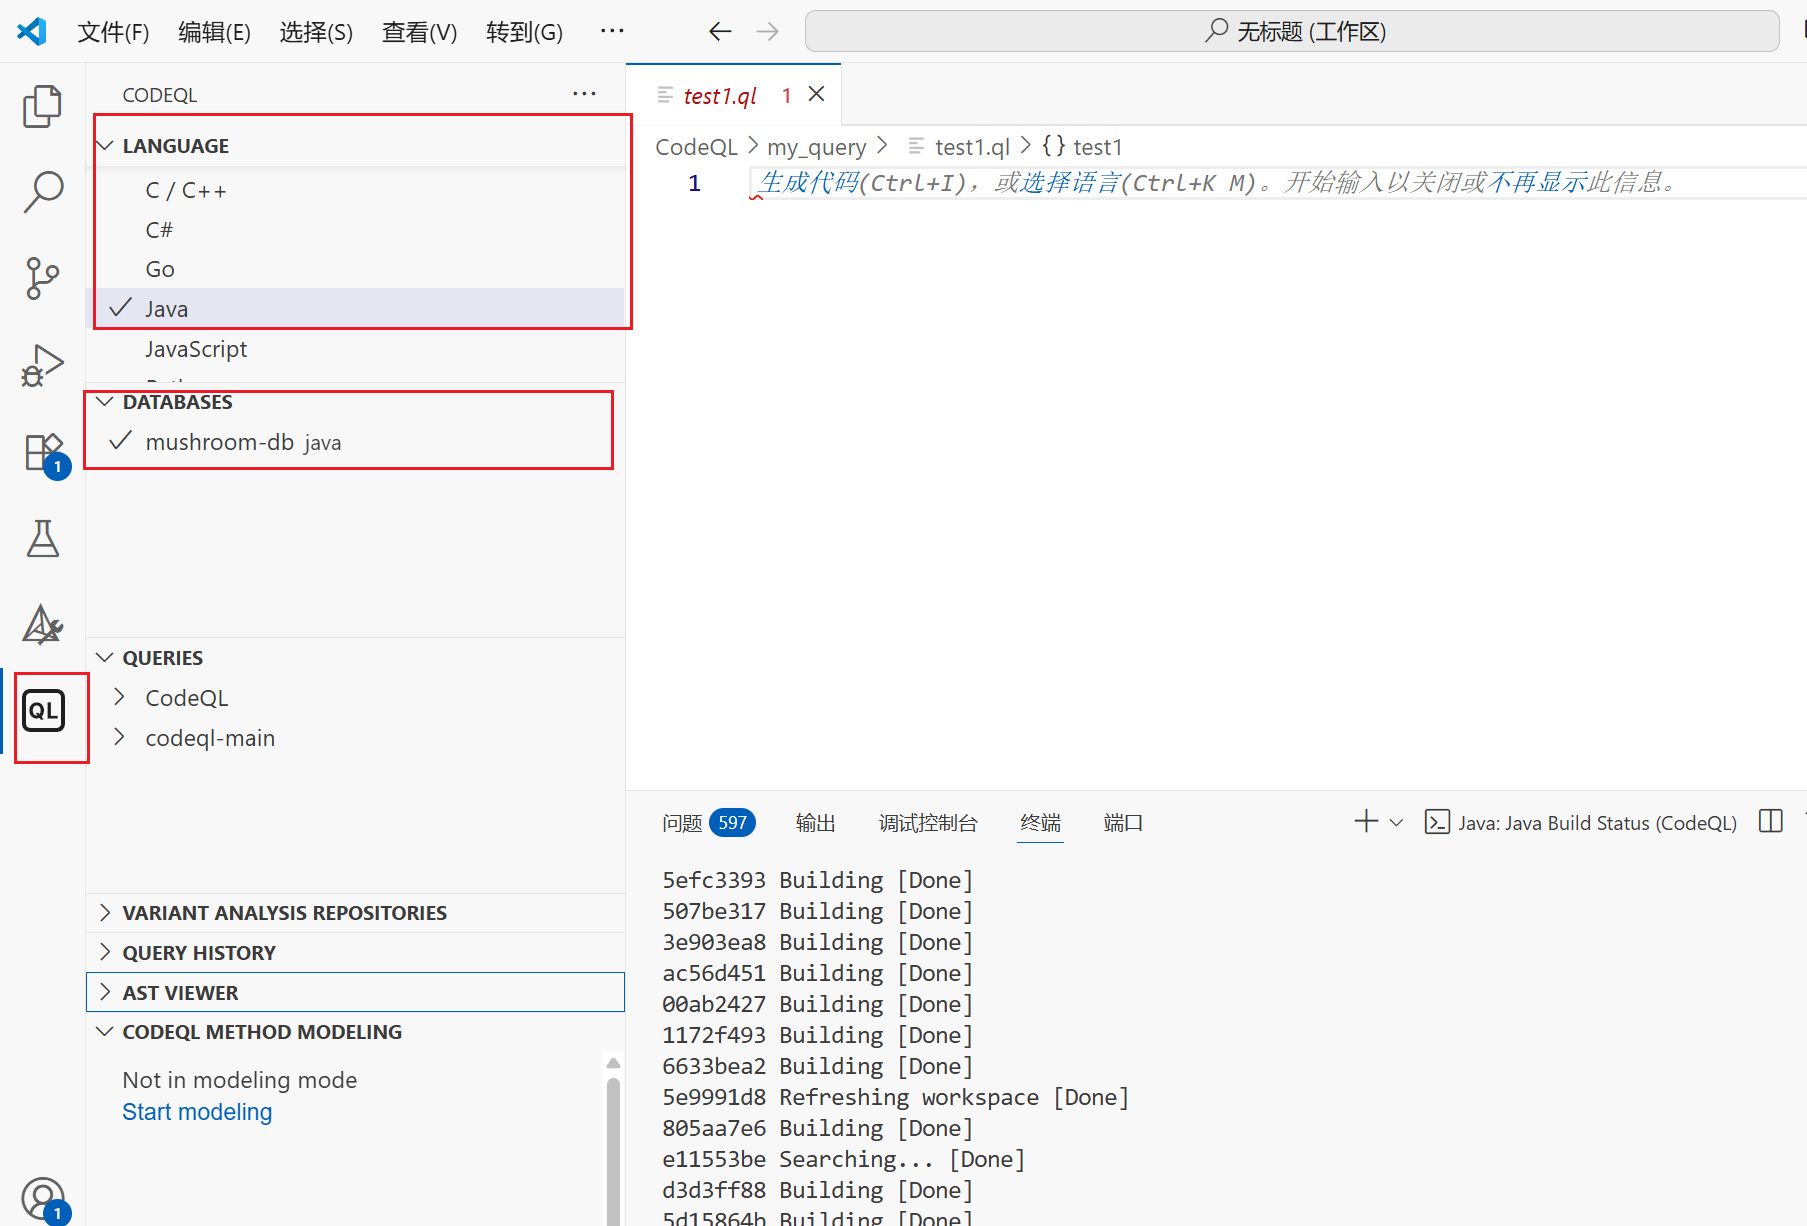 文件(F) 编辑(E) 选择(S) 查看(V) 转到(G) ··· 无标题 (工作区)
CODEQL ···
LANGUAGE
C / C++
C#
Go
Java
JavaScript
DATABASES
mushroom-db java
1
QUERIES
CodeQL
codeql-main
QL
VARIANT ANALYSIS REPOSITORIES
QUERY HISTORY
AST VIEWER
CODEQL METHOD MODELING
Not in modeling mode
Start modeling
1
test1.ql 1
CodeQL > my_query > test1.ql > {} test1
1 生成代码(Ctrl+I), 或选择语言(Ctrl+K M)。开始输入以关闭或不再显示此信息。
问题 597 输出 调试控制台 终端 端口 Java: Java Build Status (CodeQL)
5efc3393 Building [Done]
507be317 Building [Done]
3e903ea8 Building [Done]
ac56d451 Building [Done]
00ab2427 Building [Done]
1172f493 Building [Done]
6633bea2 Building [Done]
5e9991d8 Refreshing workspace [Done]
805aa7e6 Building [Done]
e11553be Searching... [Done]
d3d3ff88 Building [Done]
5d15864b Building [Done]